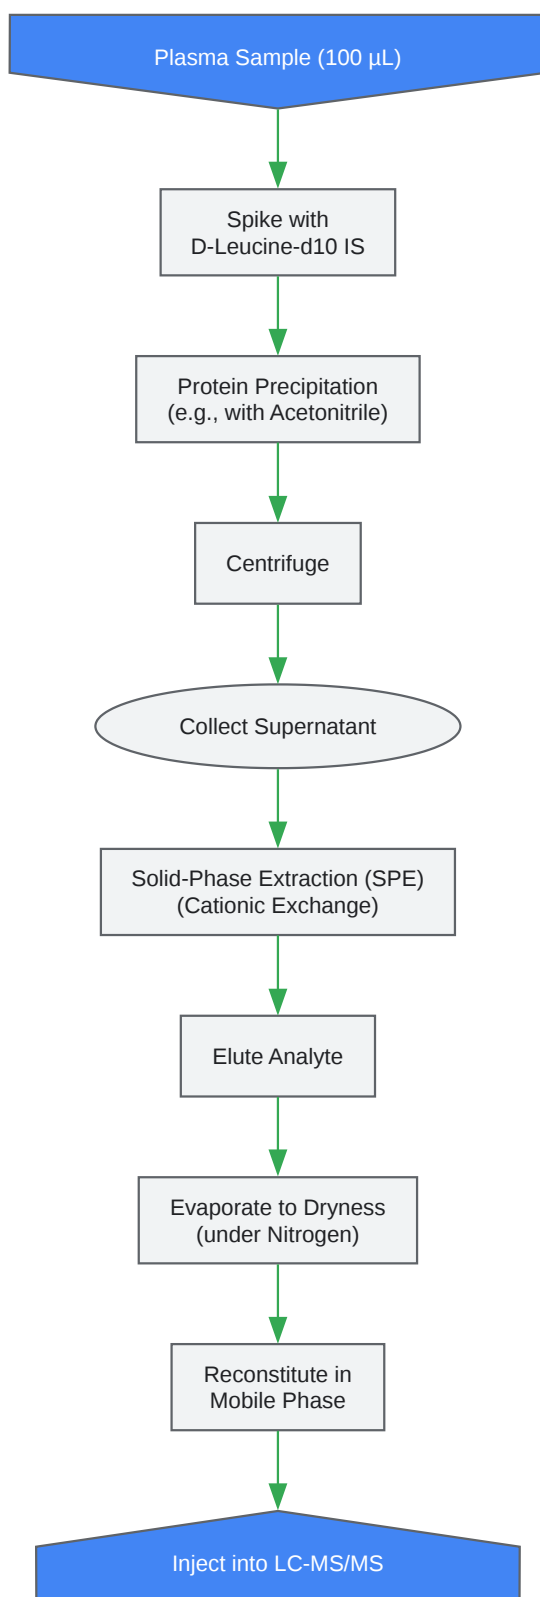 Plasma Sample (100 µL)
Spike with
D-Leucine-d10 IS
Protein Precipitation
(e.g., with Acetonitrile)
Centrifuge
Collect Supernatant
Solid-Phase Extraction (SPE)
(Cationic Exchange)
Elute Analyte
Evaporate to Dryness
(under Nitrogen)
Reconstitute in
Mobile Phase
Inject into LC-MS/MS